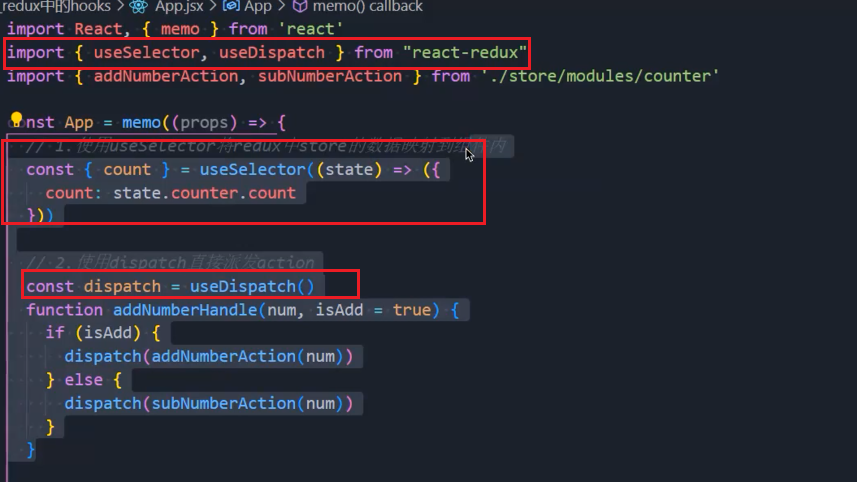 _redux中的hooks > App.jsx > App > memo() callback
import React, { memo } from 'react'
import { useSelector, useDispatch } from "react-redux"
import { addNumberAction, subNumberAction } from './store/modules/counter'
const App = memo((props) => {
// 1.使用useSelector将redux中store的数据映射到组件内
const { count } = useSelector((state) => ({
count: state.counter.count
}))
// 2.使用dispatch直接派发action
const dispatch = useDispatch()
function addNumberHandle(num, isAdd = true) {
if (isAdd) {
dispatch(addNumberAction(num))
} else {
dispatch(subNumberAction(num))
}
}